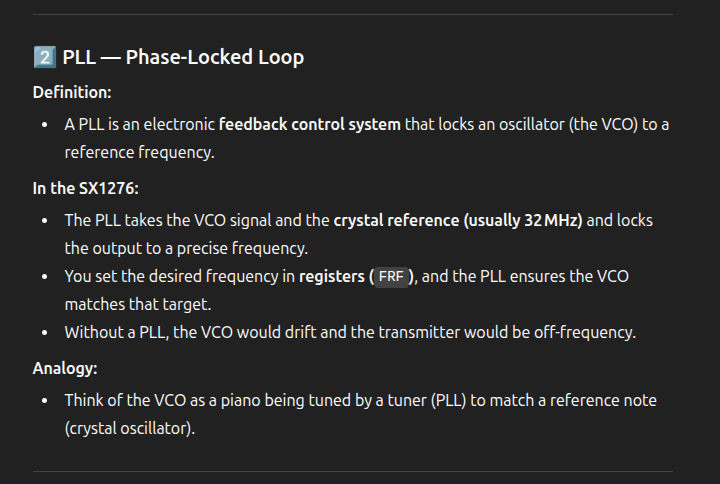 2 PLL — Phase-Locked Loop
Definition:
• A PLL is an electronic feedback control system that locks an oscillator (the VCO) to a
reference frequency.
In the SX1276:
• The PLL takes the VCO signal and the crystal reference (usually 32 MHz) and locks
the output to a precise frequency.
• You set the desired frequency in registers (FRF), and the PLL ensures the VCO
matches that target.
• Without a PLL, the VCO would drift and the transmitter would be off-frequency.
Analogy:
• Think of the VCO as a piano being tuned by a tuner (PLL) to match a reference note
(crystal oscillator).